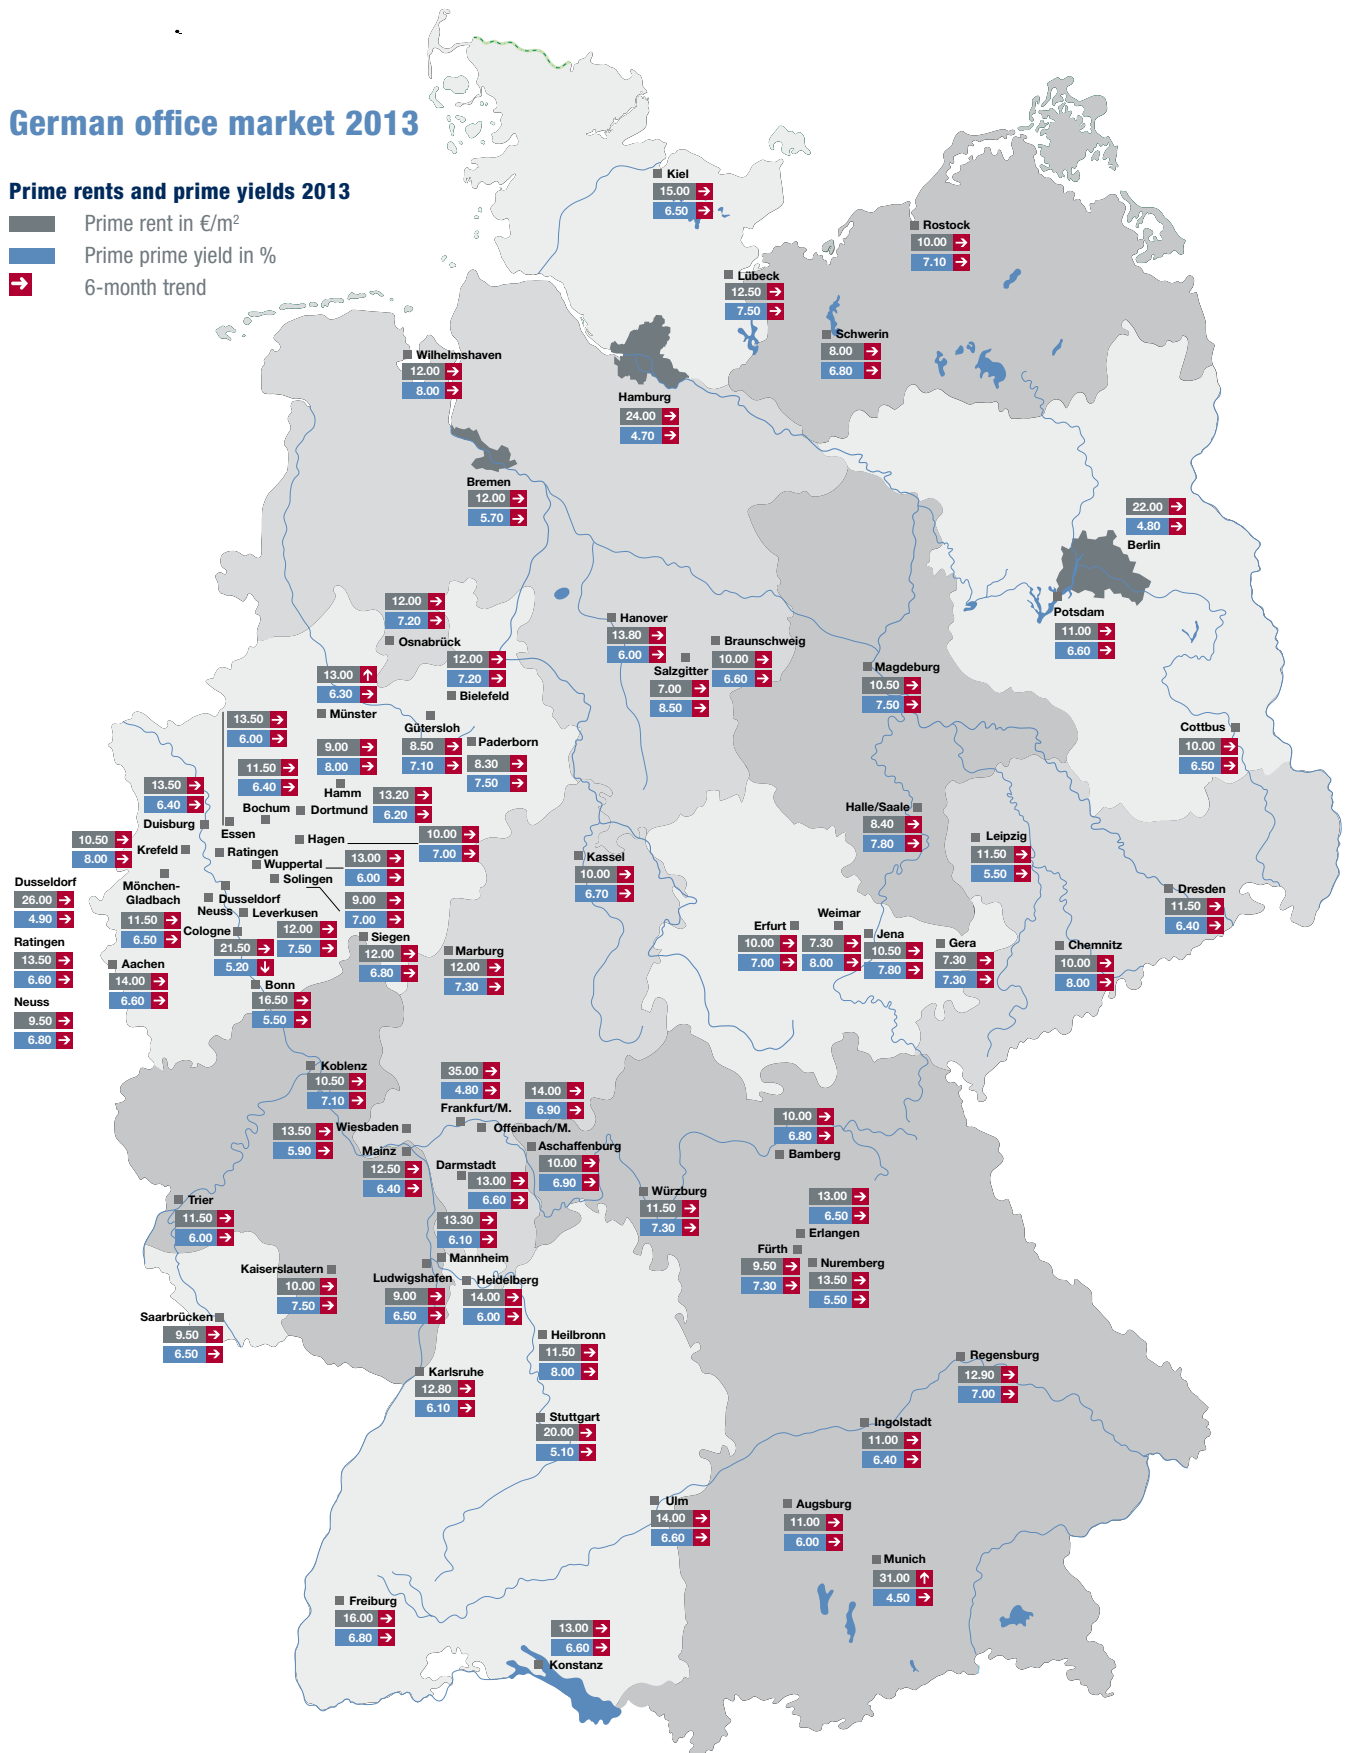 German office market 2013
Prime rents and prime yields 2013
Prime rent in €/m²
Prime prime yield in %
6-month trend
Kiel
15.00
6.50
Rostock
10.00
7.10
Lübeck
12.50
7.50
Schwerin
8.00
6.80
Wilhelmshaven
12.00
8.00
Hamburg
24.00
4.70
Bremen
12.00
5.70
22.00
4.80
Berlin
Potsdam
11.00
6.60
12.00
7.20
Osnabrück
Hanover
13.80
6.00
Braunschweig
10.00
6.60
Salzgitter
7.00
8.50
12.00
7.20
Bielefeld
Magdeburg
10.50
7.50
13.00
6.30
Münster
Gütersloh
8.50
7.10
Paderborn
8.30
7.50
Cottbus
10.00
6.50
13.50
6.00
Essen
9.00
8.00
Hamm
11.50
6.40
Bochum
Dortmund
13.20
6.20
13.50
6.40
Duisburg
Hagen
10.00
7.00
10.50
8.00
Krefeld
Ratingen
Wuppertal
13.00
6.00
Solingen
9.00
7.00
Halle/Saale
8.40
7.80
Leipzig
11.50
5.50
Kassel
10.00
6.70
Dresden
11.50
6.40
Dusseldorf
26.00
4.90
Ratingen
13.50
6.60
Neuss
9.50
6.80
Mönchen-
Gladbach
11.50
6.50
Dusseldorf
Neuss
Leverkusen
12.00
7.50
Cologne
21.50
5.20
Siegen
12.00
6.80
Marburg
12.00
7.30
Aachen
14.00
6.60
Bonn
16.50
5.50
Erfurt
10.00
7.00
Weimar
7.30
8.00
Jena
10.50
7.80
Gera
7.30
7.30
Chemnitz
10.00
8.00
Koblenz
10.50
7.10
35.00
4.80
Frankfurt/M.
14.00
6.90
Offenbach/M.
13.50
5.90
Wiesbaden
Mainz
12.50
6.40
Darmstadt
13.00
6.60
Aschaffenburg
10.00
6.90
10.00
6.80
Bamberg
Würzburg
11.50
7.30
Trier
11.50
6.00
13.30
6.10
Mannheim
13.00
6.50
Erlangen
Fürth
9.50
7.30
Nuremberg
13.50
5.50
Kaiserslautern
10.00
7.50
Ludwigshafen
9.00
6.50
Heidelberg
14.00
6.00
Saarbrücken
9.50
6.50
Heilbronn
11.50
8.00
Karlsruhe
12.80
6.10
Regensburg
12.90
7.00
Stuttgart
20.00
5.10
Ingolstadt
11.00
6.40
Ulm
14.00
6.60
Augsburg
11.00
6.00
Munich
31.00
4.50
Freiburg
16.00
6.80
13.00
6.60
Konstanz